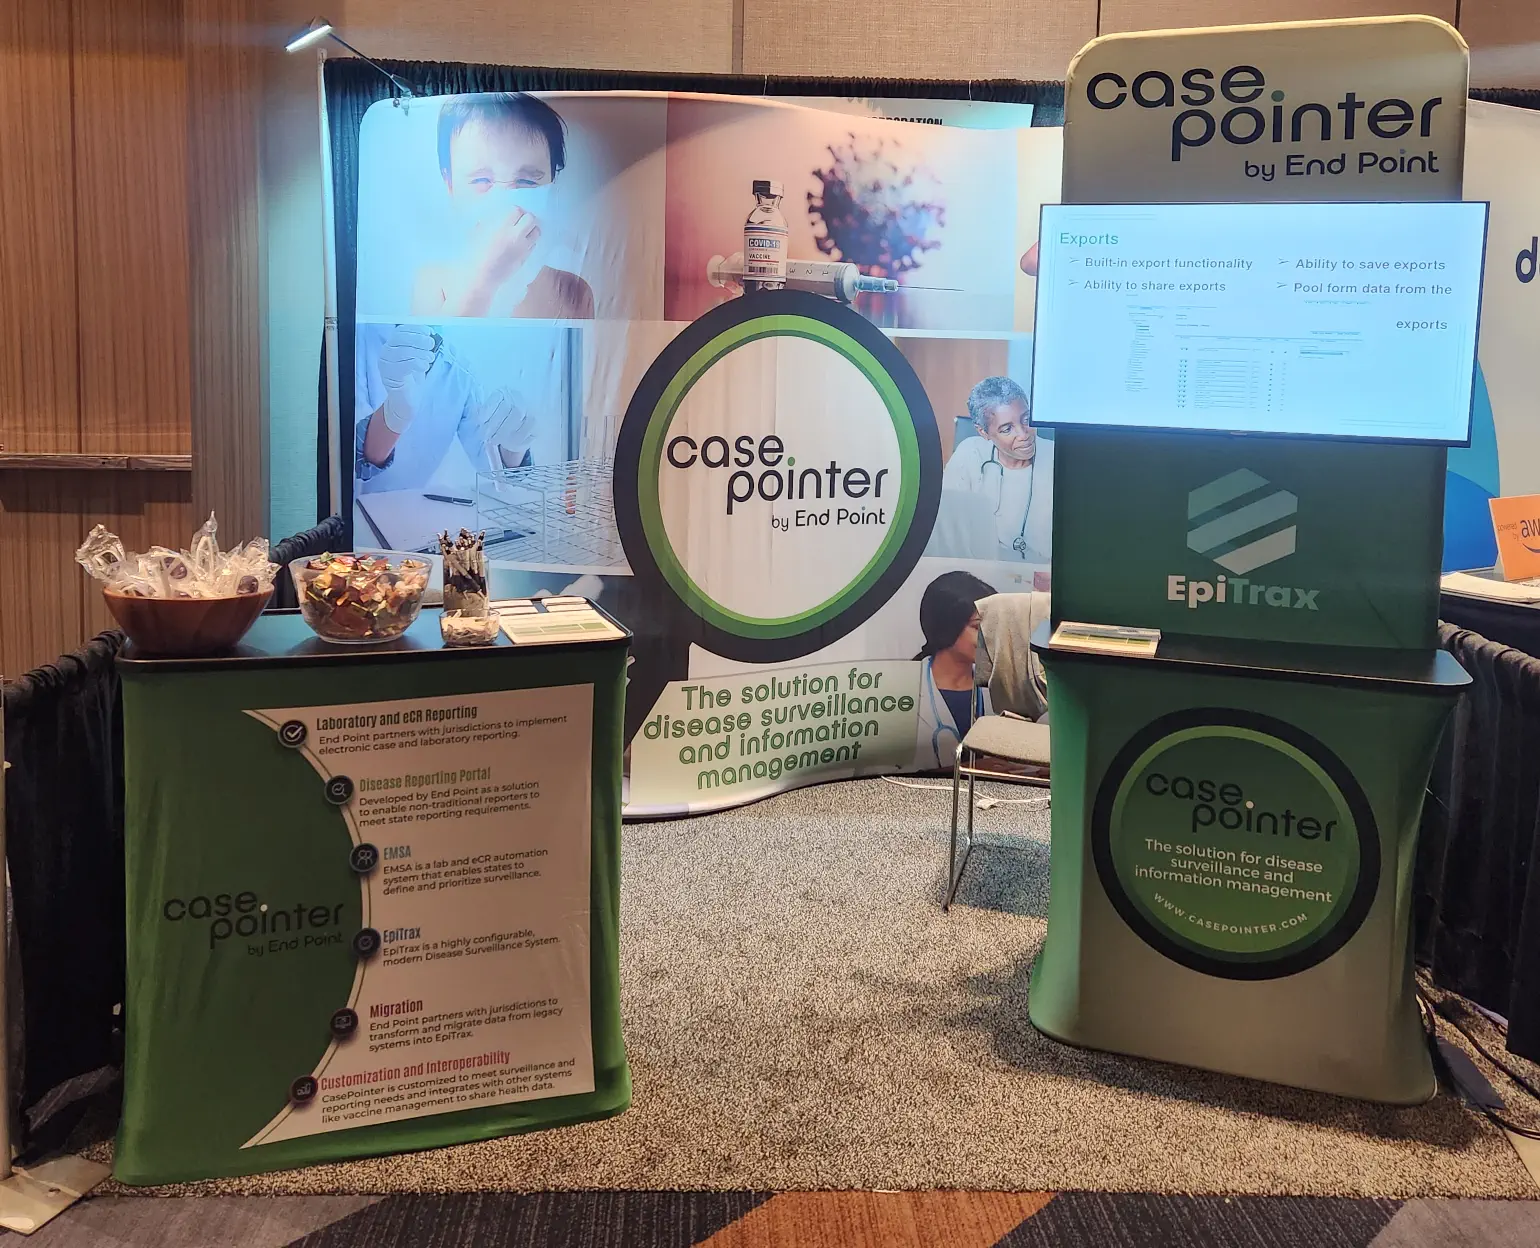 case
pointer
by End Point
PORATION
COVID-19
VACCINE
case
pointer
by End Point
The solution for
disease surveillance
and information
management
Exports
Built-in export functionality
Ability to share exports
Ability to save exports
Pool form data from the
exports
EpiTrax
case
pointer
The solution for disease
surveillance and
information management
WWW.CASEPOINTER.COM
powered by
aw
d
case
pointer
by End Point
Laboratory and eCR Reporting
End Point partners with jurisdictions to implement
electronic case and laboratory reporting.
Disease Reporting Portal
Developed by End Point as a solution
to enable non-traditional reporters to
meet state reporting requirements.
EMSA
EMSA is a lab and eCR automation
system that enables states to
define and prioritize surveillance.
EpiTrax
EpiTrax is a highly configurable,
modern Disease Surveillance System.
Migration
End Point partners with jurisdictions to
transform and migrate data from legacy
systems into EpiTrax.
Customization and Interoperability
CasePointer is customized to meet surveillance and
reporting needs and integrates with other systems
like vaccine management to share health data.